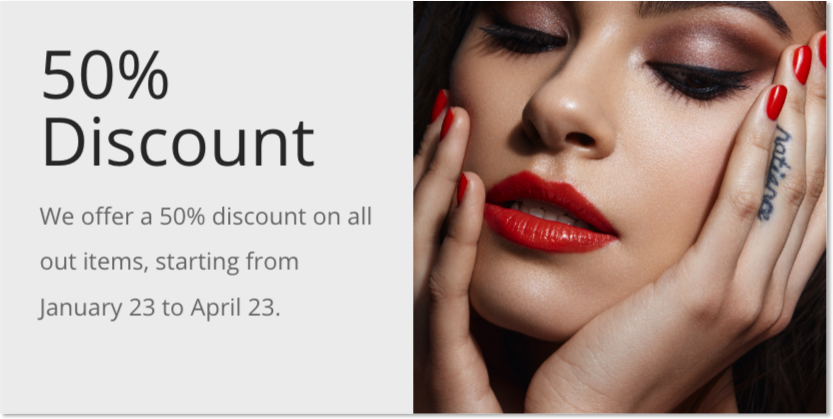 50%
Discount
We offer a 50% discount on all
out items, starting from
January 23 to April 23.
patience